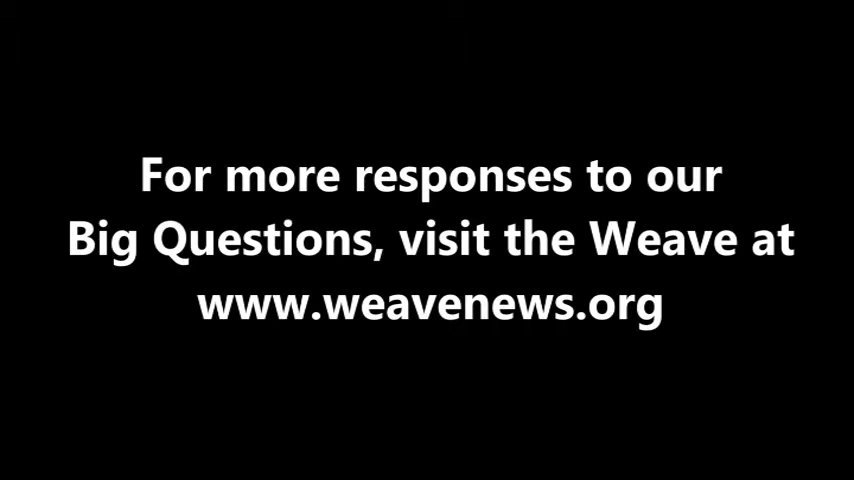 For more responses to our
Big Questions, visit the Weave at
www.weavenews.org